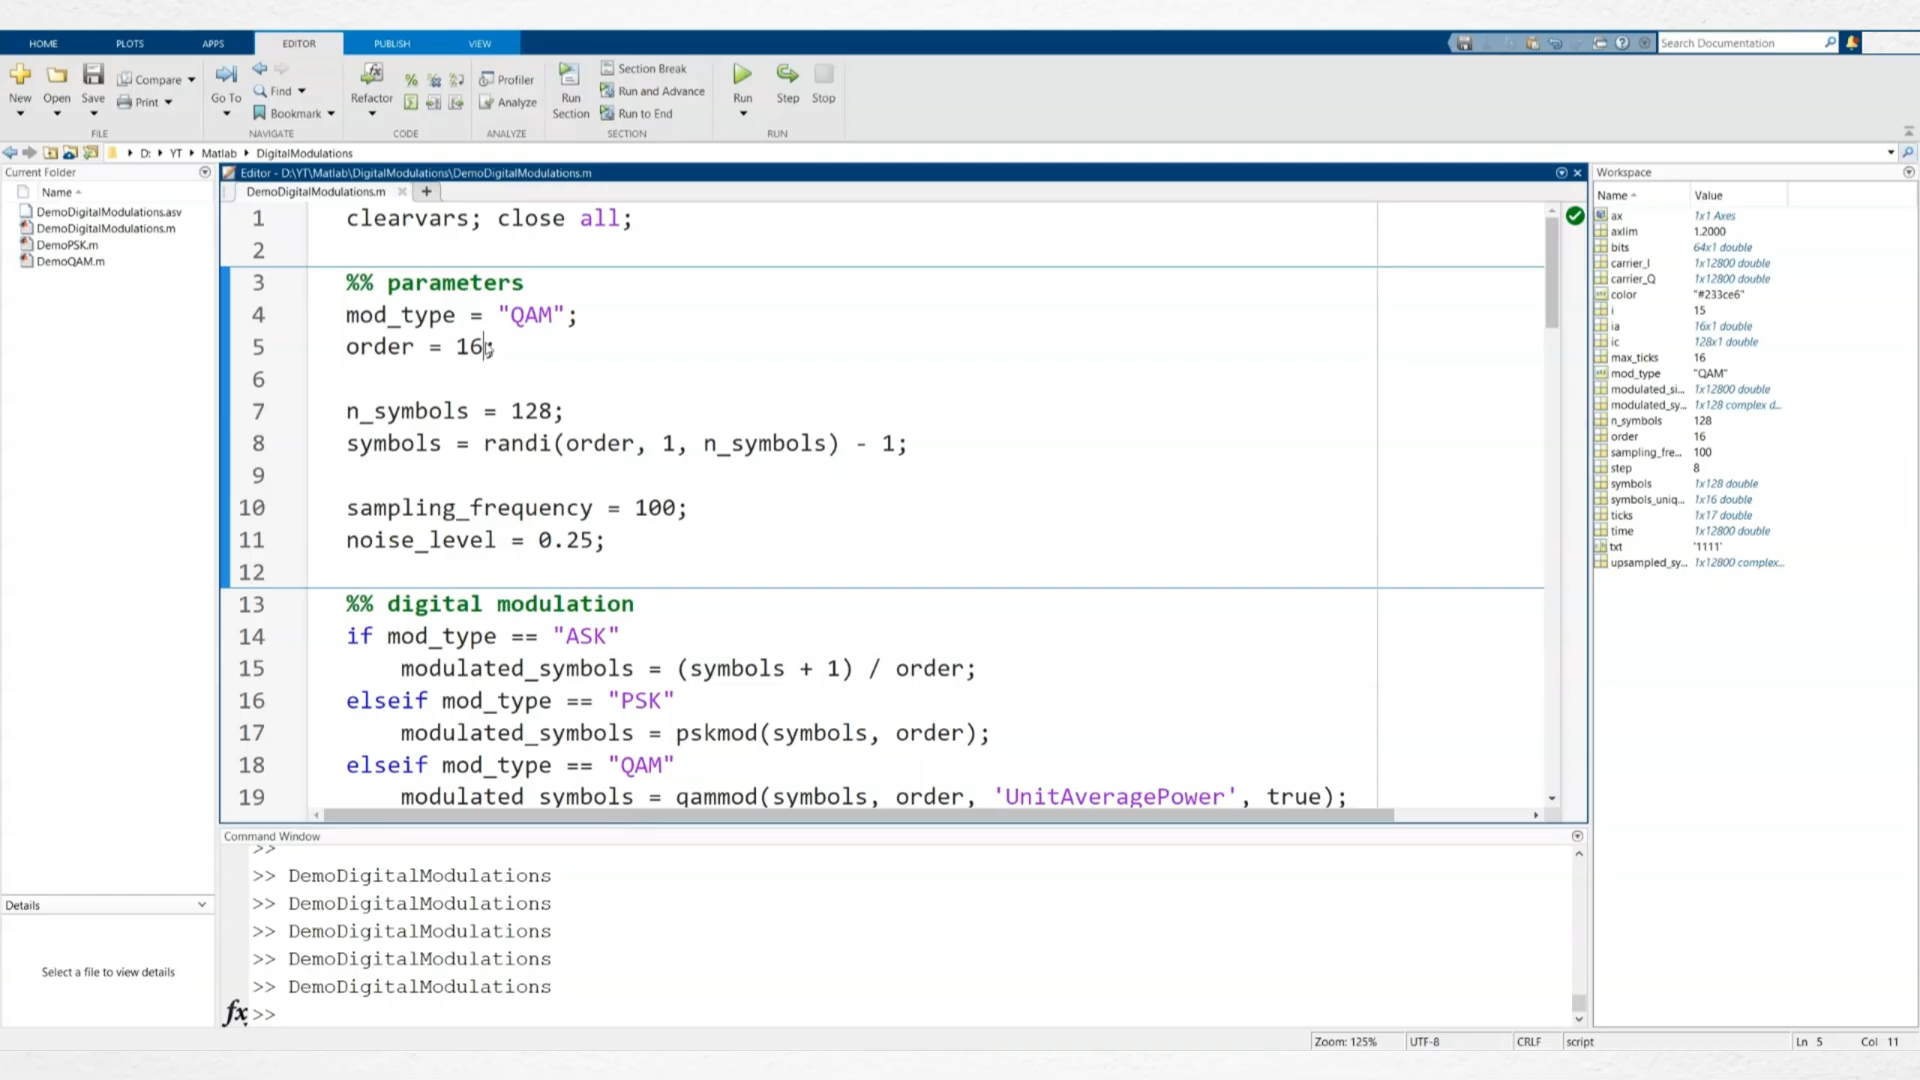 HOME PLOTS APPS EDITOR PUBLISH VIEW
Search Documentation
New Open Save Compare Print Go To Find Bookmark Refactor Profiler Analyze Run Section Section Break Run and Advance Run to End Run Step Stop
FILE NAVIGATE CODE ANALYZE SECTION RUN
D: YT Matlab DigitalModulations
Current Folder
Name
DemoDigitalModulations.asv
DemoDigitalModulations.m
DemoPSK.m
DemoQAM.m
Details
Select a file to view details
Editor - D:\YT\Matlab\DigitalModulations\DemoDigitalModulations.m
DemoDigitalModulations.m
1 clearvars; close all;
2
3 %% parameters
4 mod_type = "QAM";
5 order = 16;
6
7 n_symbols = 128;
8 symbols = randi(order, 1, n_symbols) - 1;
9
10 sampling_frequency = 100;
11 noise_level = 0.25;
12
13 %% digital modulation
14 if mod_type == "ASK"
15 modulated_symbols = (symbols + 1) / order;
16 elseif mod_type == "PSK"
17 modulated_symbols = pskmod(symbols, order);
18 elseif mod_type == "QAM"
19 modulated_symbols = qammod(symbols, order, 'UnitAveragePower', true);
Command Window
>>
>> DemoDigitalModulations
>> DemoDigitalModulations
>> DemoDigitalModulations
>> DemoDigitalModulations
>> DemoDigitalModulations
fx >>
Workspace
Name Value
ax 1x1 Axes
axlim 1.2000
bits 64x1 double
carrier_I 1x12800 double
carrier_Q 1x12800 double
color "#233ce6"
i 15
ia 16x1 double
ic 128x1 double
max_ticks 16
mod_type "QAM"
modulated_si... 1x12800 double
modulated_sy... 1x128 complex d...
n_symbols 128
order 16
sampling_fre... 100
step 8
symbols 1x128 double
symbols_uniq... 1x16 double
ticks 1x17 double
time 1x12800 double
txt '1111'
upsampled_sy... 1x12800 complex...
Zoom: 125% UTF-8 CRLF script Ln 5 Col 11